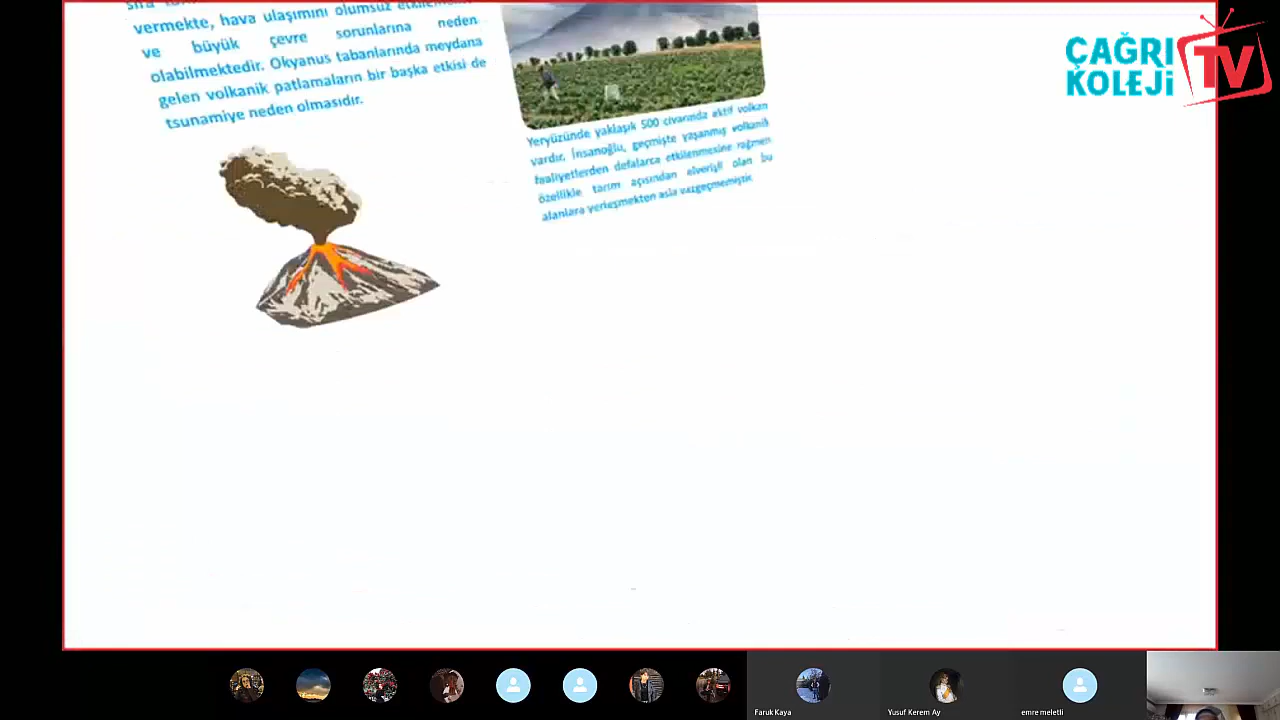 vermekte, hava ulaşımını olumsuz
ve büyük çevre sorunlarına neden
olabilmektedir. Okyanus tabanlarında meydana
gelen volkanik patlamaların bir başka etkisi de
tsunamiye neden olmasıdır.
Yeryüzünde yaklaşık 500 civarında aktif volkan
vardır. İnsanoğlu, geçmişte yaşanmış volkanik
faaliyetlerden defalarca etkilenmesine rağmen
özellikle tarım açısından elverişli olan bu
alanlara yerleşmekten asla vazgeçmemiştir.
ÇAĞRI
KOLEJİ
TV
Faruk Kaya
Yusuf Kerem Ay
emre meletli